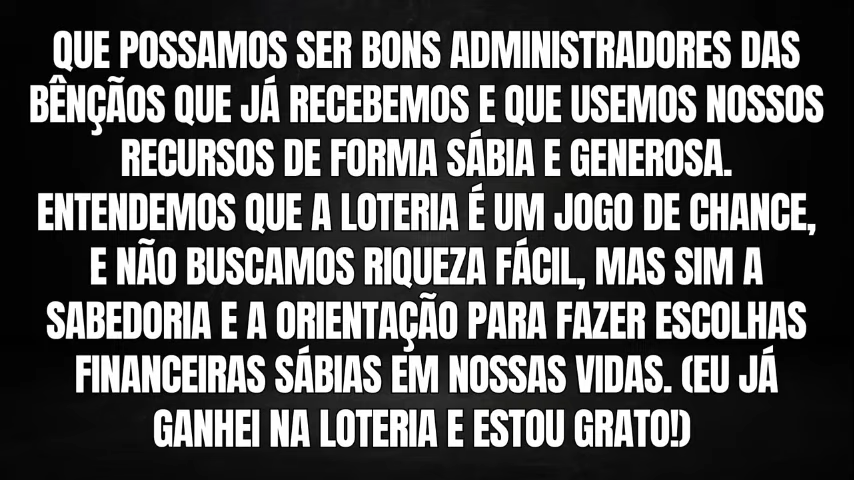 QUE POSSAMOS SER BONS ADMINISTRADORES DAS
BÊNÇÃOS QUE JÁ RECEBEMOS E QUE USEMOS NOSSOS
RECURSOS DE FORMA SÁBIA E GENEROSA.
ENTENDEMOS QUE A LOTERIA É UM JOGO DE CHANCE,
E NÃO BUSCAMOS RIQUEZA FÁCIL, MAS SIM A
SABEDORIA E A ORIENTAÇÃO PARA FAZER ESCOLHAS
FINANCEIRAS SÁBIAS EM NOSSAS VIDAS. (EU JÁ
GANHEI NA LOTERIA E ESTOU GRATO!)